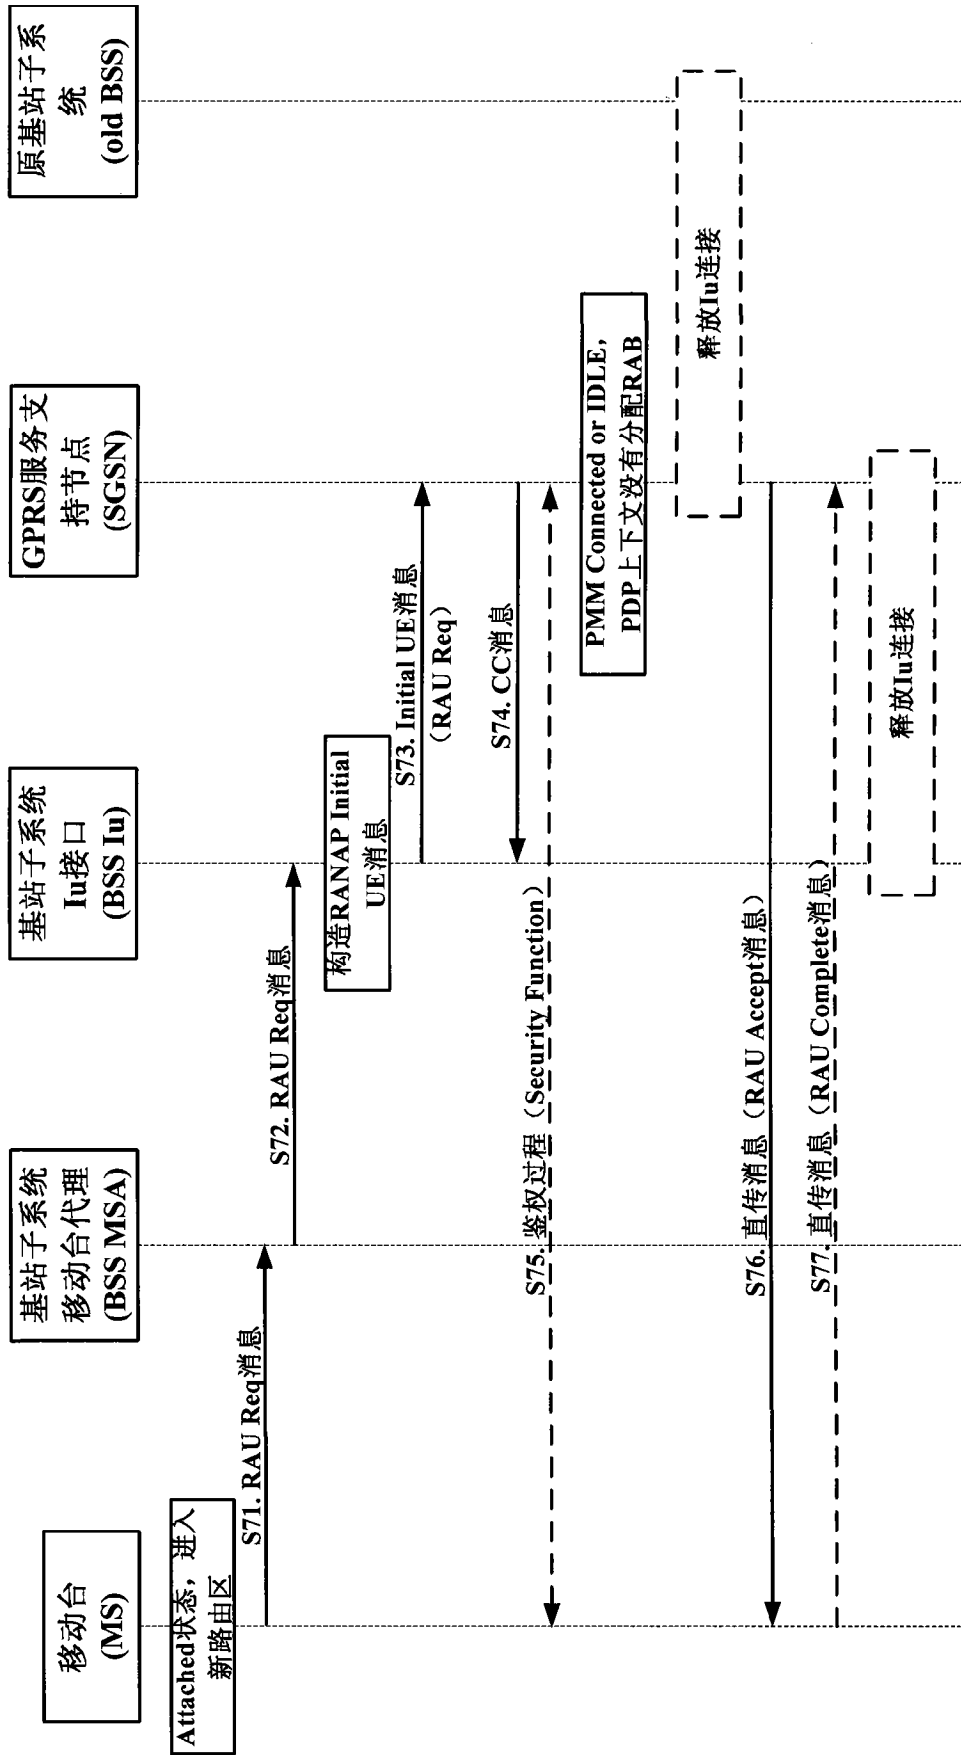 移动台
(MS)
基站子系统
移动台代理
(BSS MSA)
基站子系统
Iu接口
(BSS Iu)
GPRS服务支
持节点
(SGSN)
原基站子系
统
(old BSS)
Attached状态，进入
新路由区
S71. RAU Req消息
S72. RAU Req消息
构造RANAP Initial
UE消息
S73. Initial UE消息
（RAU Req）
S74. CC消息
S75. 鉴权过程（Security Function）
PMM Connected or IDLE，
PDP上下文没有分配RAB
释放Iu连接
S76. 直传消息（RAU Accept消息）
S77. 直传消息（RAU Complete消息）
释放Iu连接